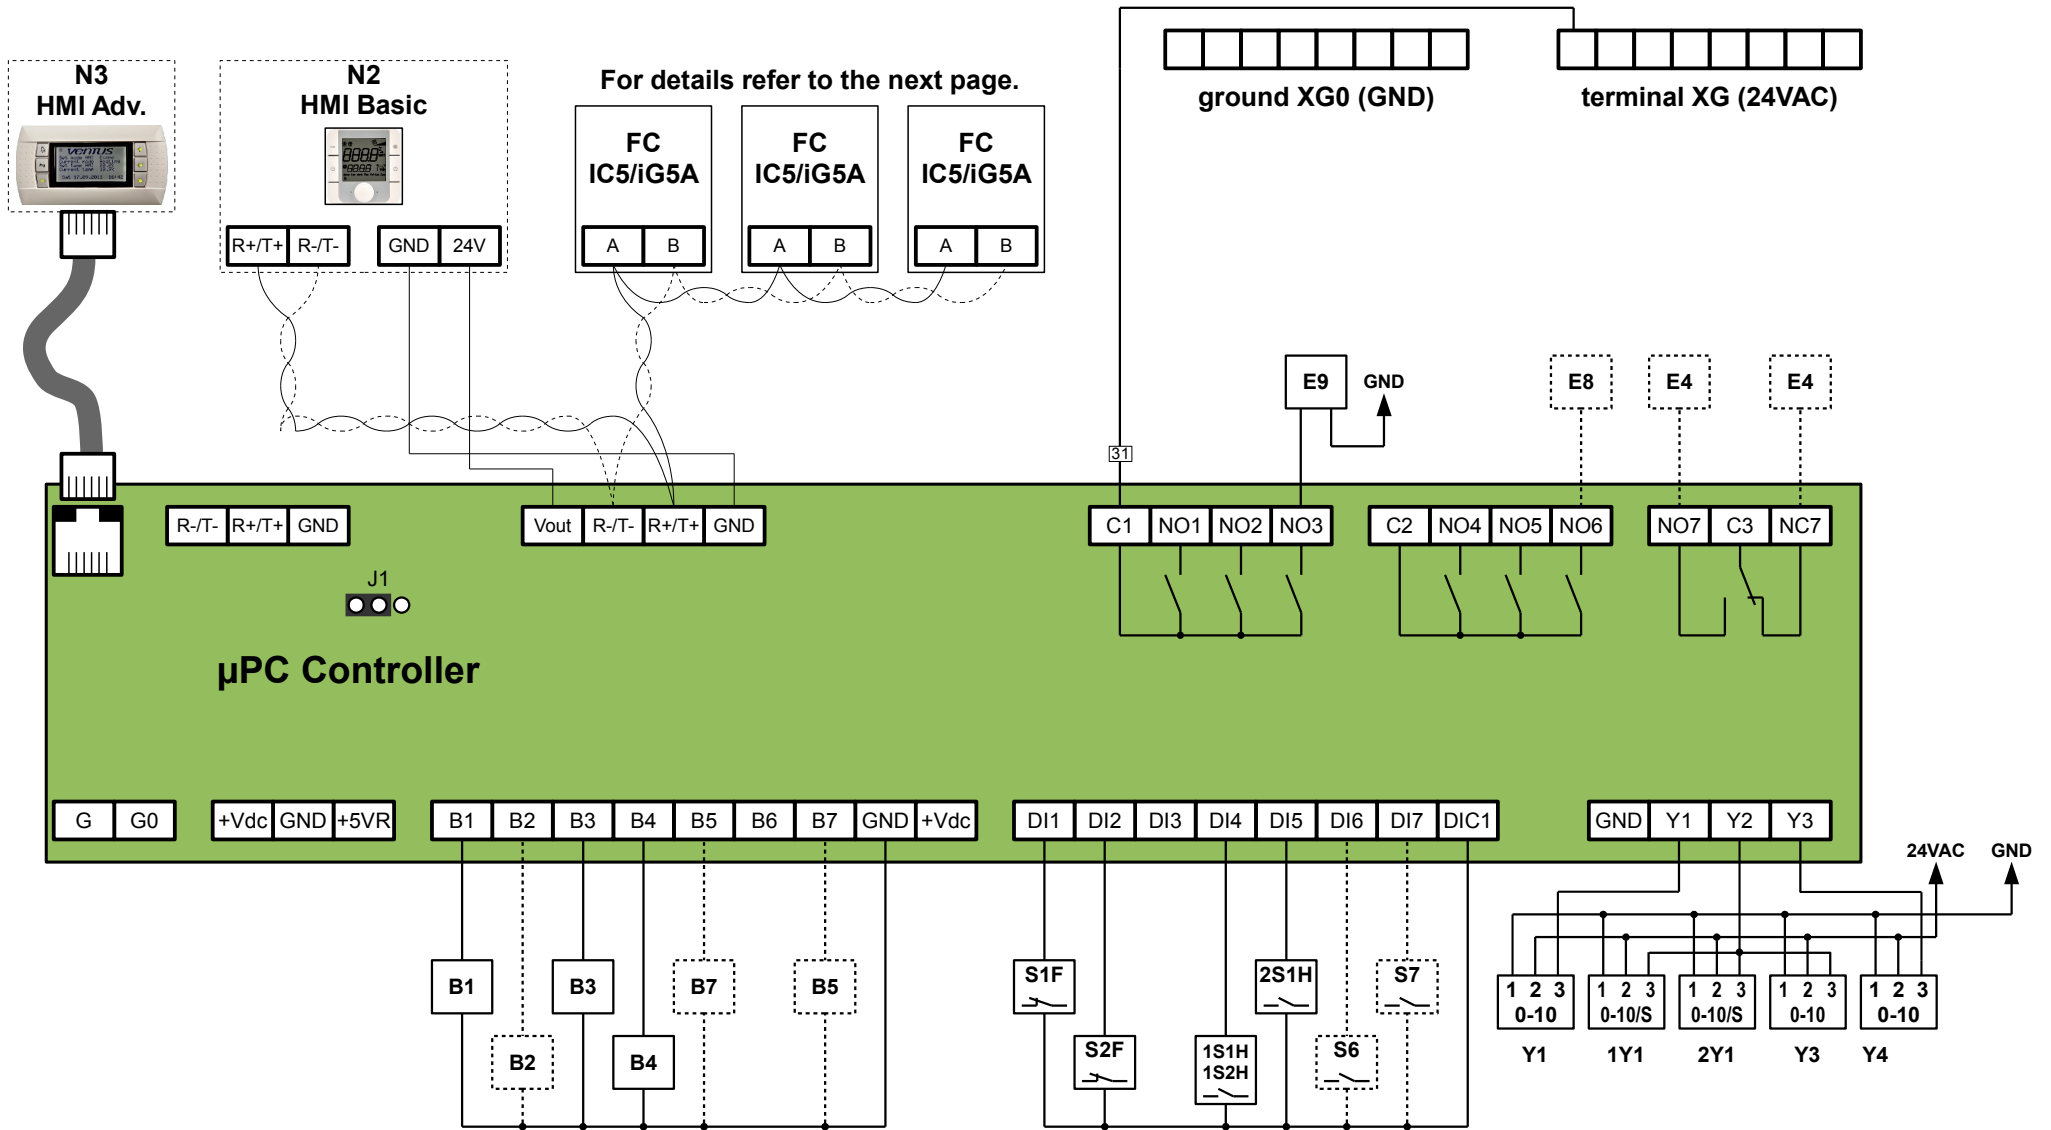 N3
HMI Adv.
ventus
N2
HMI Basic
For details refer to the next page.
FC
IC5/iG5A
FC
IC5/iG5A
FC
IC5/iG5A
ground XG0 (GND)
terminal XG (24VAC)
R+/T+ R-/T- GND 24V
A B A B A B
E9 GND E8 E4 E4
31
R-/T- R+/T+ GND
Vout R-/T- R+/T+ GND
C1 NO1 NO2 NO3
C2 NO4 NO5 NO6
NO7 C3 NC7
J1
µPC Controller
G G0
+Vdc GND +5VR
B1 B2 B3 B4 B5 B6 B7 GND +Vdc
DI1 DI2 DI3 DI4 DI5 DI6 DI7 DIC1
GND Y1 Y2 Y3
24VAC GND
B1 B3 B7 B5
B2 B4
S1F 2S1H S7
S2F 1S1H
1S2H
S6
1 2 3 1 2 3 1 2 3 1 2 3 1 2 3
0-10 0-10/S 0-10/S 0-10 0-10
Y1 1Y1 2Y1 Y3 Y4